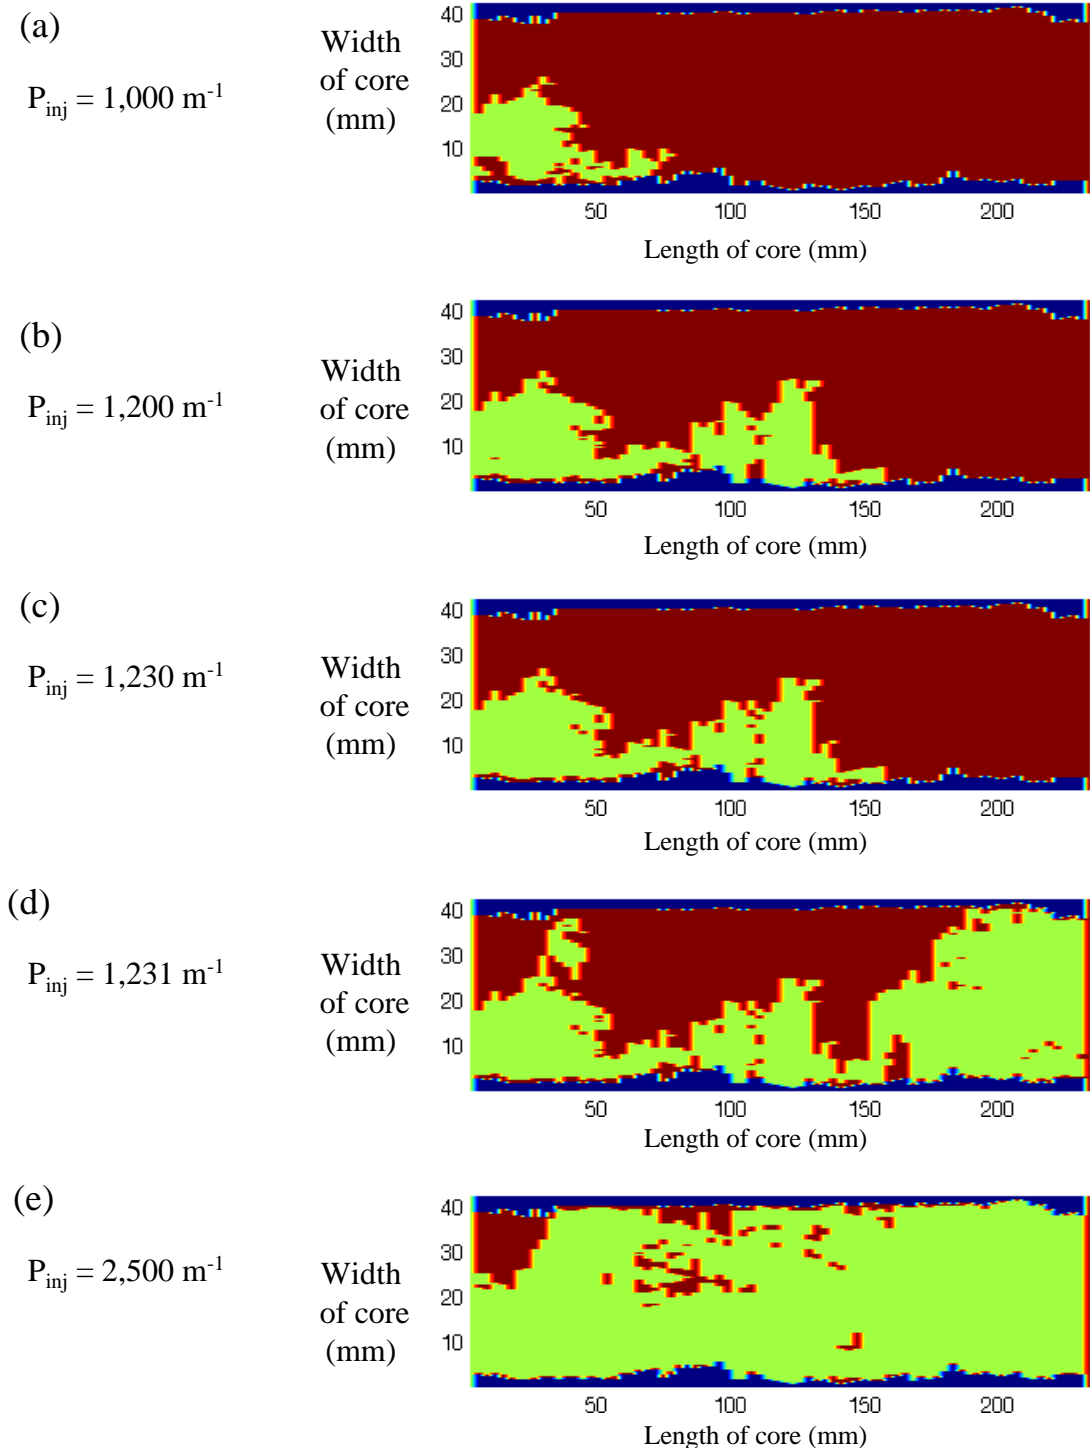 (a)
P_inj = 1,000 m^-1
Width
of core
(mm)
40
30
20
10
50 100 150 200
Length of core (mm)
(b)
P_inj = 1,200 m^-1
Width
of core
(mm)
40
30
20
10
50 100 150 200
Length of core (mm)
(c)
P_inj = 1,230 m^-1
Width
of core
(mm)
40
30
20
10
50 100 150 200
Length of core (mm)
(d)
P_inj = 1,231 m^-1
Width
of core
(mm)
40
30
20
10
50 100 150 200
Length of core (mm)
(e)
P_inj = 2,500 m^-1
Width
of core
(mm)
40
30
20
10
50 100 150 200
Length of core (mm)